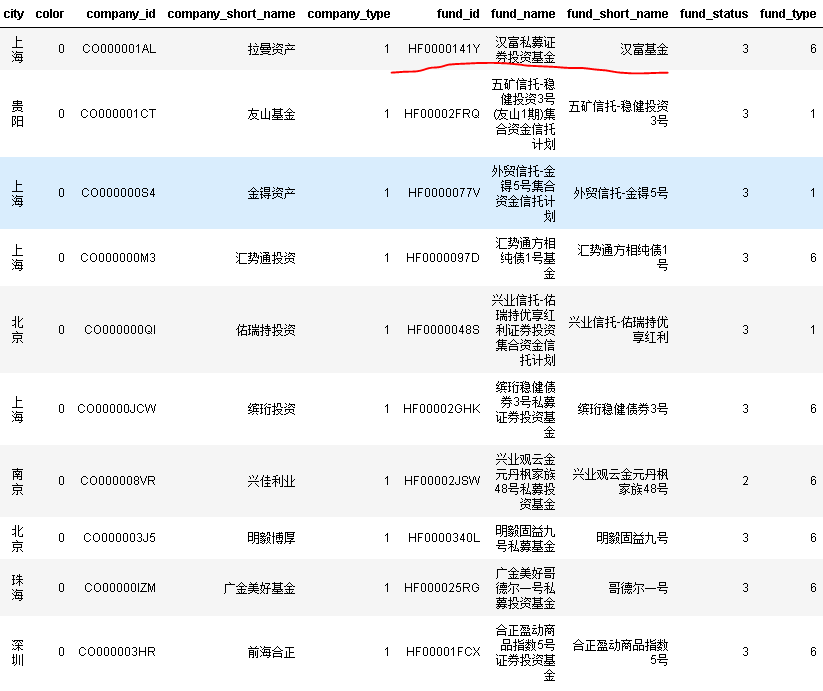 city color company_id company_short_name company_type fund_id fund_name fund_short_name fund_status fund_type
上海 0 CO000001AL 拉曼资产 1 HF0000141Y 汉富私募证券投资基金 汉富基金 3 6
贵阳 0 CO000001CT 友山基金 1 HF00002FRQ 五矿信托-稳健投资3号(友山1期)集合资金信托计划 五矿信托-稳健投资3号 3 1
上海 0 CO000000S4 金得资产 1 HF0000077V 外贸信托-金得5号集合资金信托计划 外贸信托-金得5号 3 1
上海 0 CO000000M3 汇势通投资 1 HF0000097D 汇势通方相纯债1号基金 汇势通方相纯债1号 3 6
北京 0 CO000000QI 佑瑞持投资 1 HF0000048S 兴业信托-佑瑞持优享红利证券投资集合资金信托计划 兴业信托-佑瑞持优享红利 3 1
上海 0 CO00000JCW 缤珩投资 1 HF00002GHK 缤珩稳健债券3号私募证券投资基金 缤珩稳健债券3号 3 6
南京 0 CO000008VR 兴佳利业 1 HF00002JSW 兴业观云金元丹枫家族48号私募投资基金 兴业观云金元丹枫家族48号 2 6
北京 0 CO000003J5 明毅博厚 1 HF0000340L 明毅固益九号私募基金 明毅固益九号 3 6
珠海 0 CO00000IZM 广金美好基金 1 HF000025RG 广金美好哥德尔一号私募投资基金 哥德尔一号 3 6
深圳 0 CO000003HR 前海合正 1 HF00001FCX 合正盈动商品指数5号证券投资基金 合正盈动商品指数5号 3 6